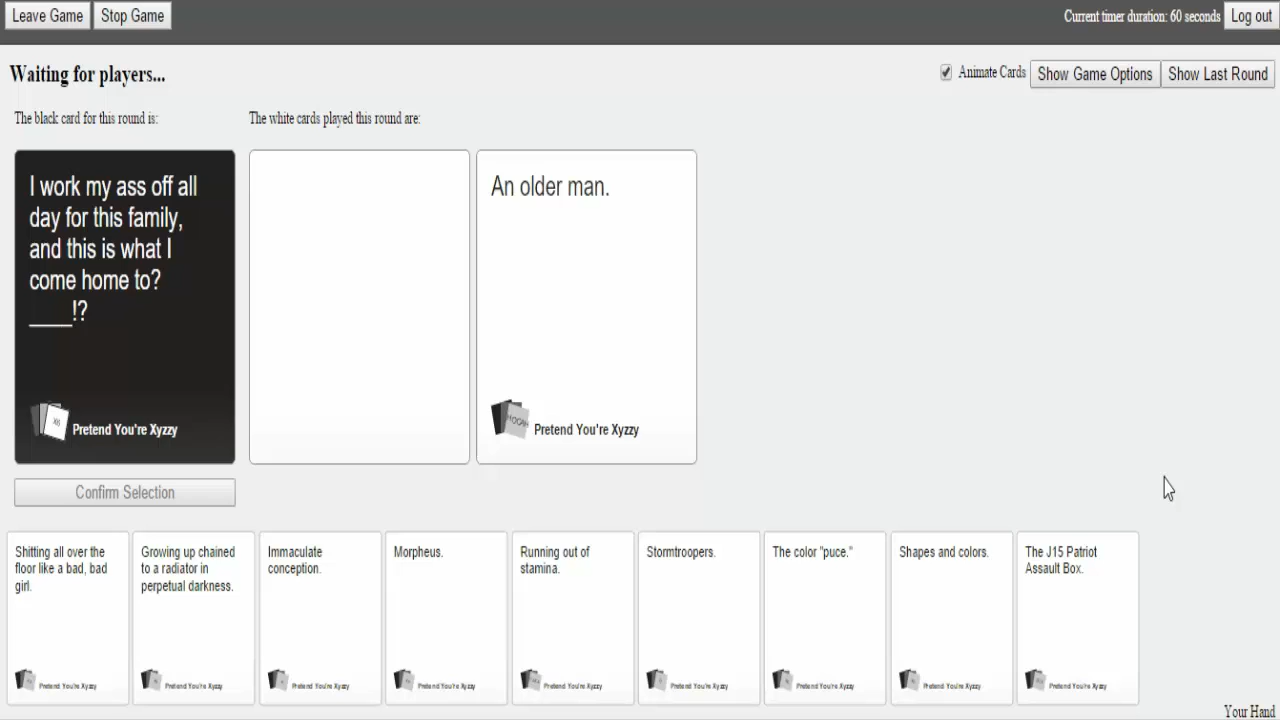 Leave Game Stop Game Current timer duration: 60 seconds Log out
Waiting for players... Animate Cards Show Game Options Show Last Round
The black card for this round is: The white cards played this round are:
I work my ass off all
day for this family,
and this is what I
come home to?
____!?
Pretend You're Xyzzy
An older man.
Pretend You're Xyzzy
Confirm Selection
Shitting all over the
floor like a bad, bad
girl.
Pretend You're Xyzzy
Growing up chained
to a radiator in
perpetual darkness.
Pretend You're Xyzzy
Immaculate
conception.
Pretend You're Xyzzy
Morpheus.
Pretend You're Xyzzy
Running out of
stamina.
Pretend You're Xyzzy
Stormtroopers.
Pretend You're Xyzzy
The color "puce."
Pretend You're Xyzzy
Shapes and colors.
Pretend You're Xyzzy
The J15 Patriot
Assault Box.
Pretend You're Xyzzy
Your Hand